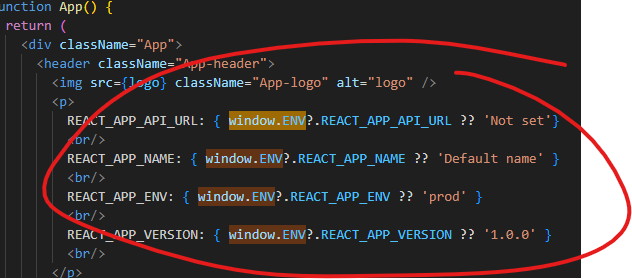 unction App() {
return (
<div className="App">
<header className="App-header">
<img src={logo} className="App-logo" alt="logo" />
<p>
REACT_APP_API_URL: { window.ENV?.REACT_APP_API_URL ?? 'Not set'}
<br/>
REACT_APP_NAME: { window.ENV?.REACT_APP_NAME ?? 'Default name' }
<br/>
REACT_APP_ENV: { window.ENV?.REACT_APP_ENV ?? 'prod' }
<br/>
REACT_APP_VERSION: { window.ENV?.REACT_APP_VERSION ?? '1.0.0' }
<br/>
</p>